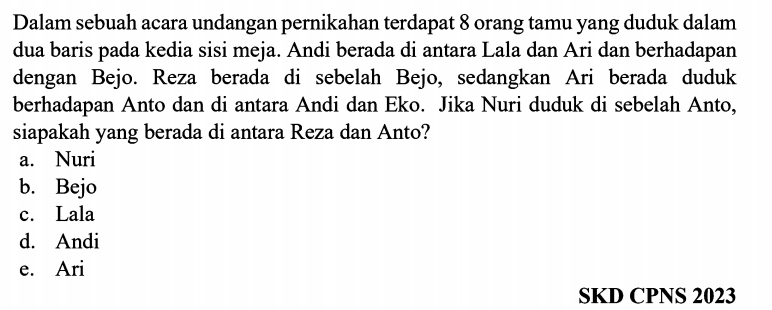 Dalam sebuah acara undangan pernikahan terdapat 8 orang tamu yang duduk dalam
dua baris pada kedia sisi meja. Andi berada di antara Lala dan Ari dan berhadapan
dengan Bejo. Reza berada di sebelah Bejo, sedangkan Ari berada duduk
berhadapan Anto dan di antara Andi dan Eko. Jika Nuri duduk di sebelah Anto,
siapakah yang berada di antara Reza dan Anto?
a. Nuri
b. Bejo
c. Lala
d. Andi
e. Ari
SKD CPNS 2023